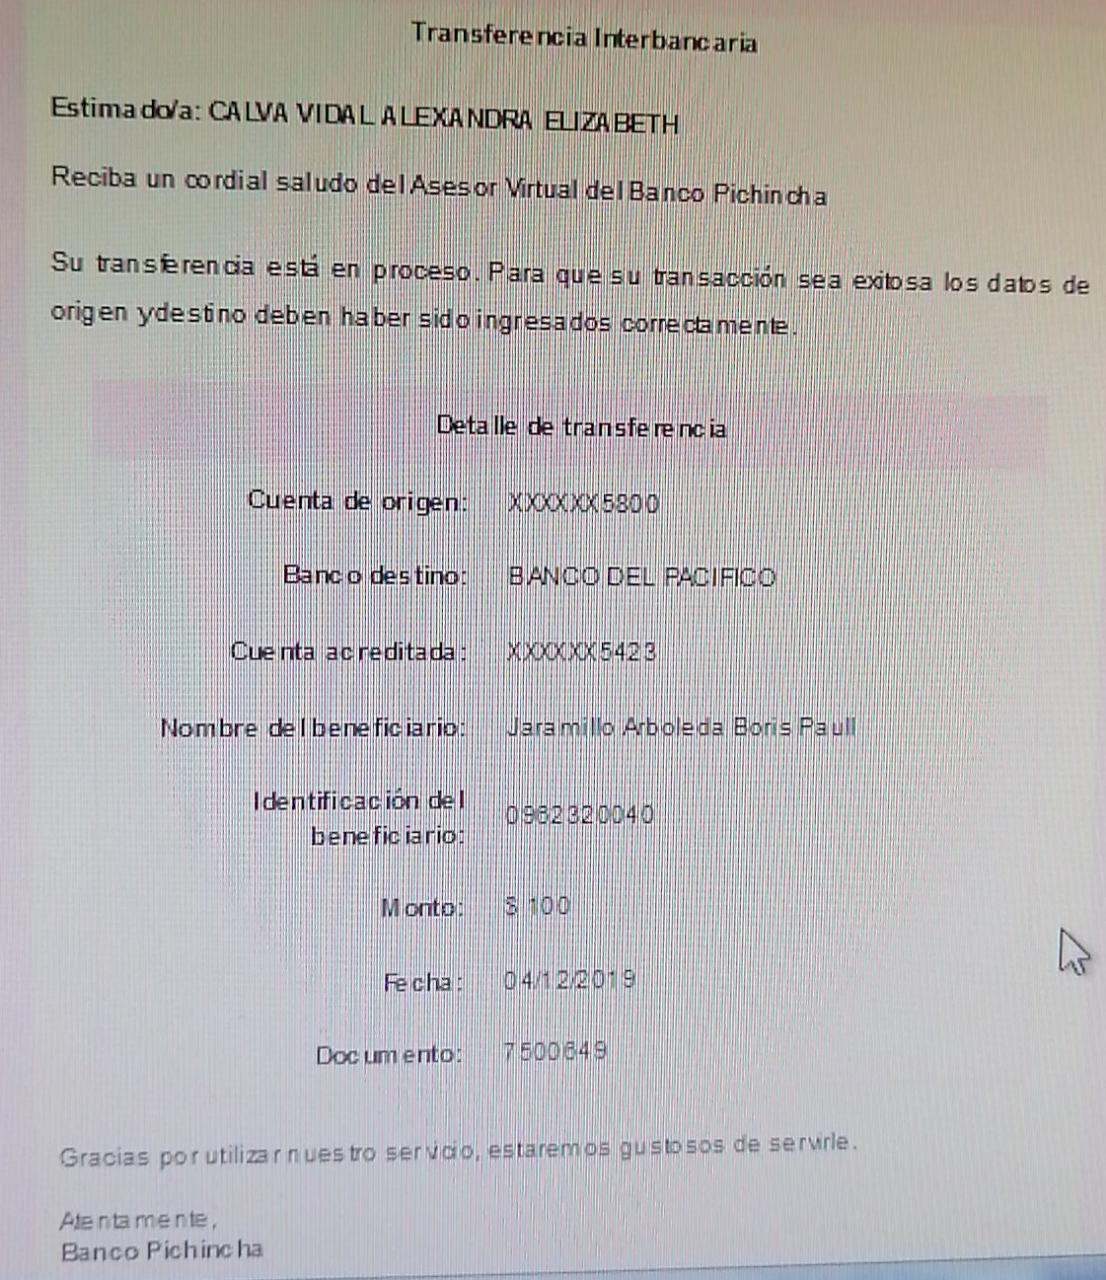 Transferencia Interbancaria
Estimado/a: CALVA VIDAL ALEXANDRA ELIZABETH
Reciba un cordial saludo del Asesor Virtual del Banco Pichincha
Su transferencia está en proceso. Para que su transacción sea exitosa los datos de
origen y destino deben haber sido ingresados correctamente.
Detalle de transferencia
Cuenta de origen: XXXXXX5800
Banco destino: BANCO DEL PACIFICO
Cuenta acreditada: XXXXXX5423
Nombre del beneficiario: Jaramillo Arboleda Boris Paull
Identificación del
beneficiario: 0962320040
Monto: $ 100
Fecha: 04/12/2019
Documento: 7500649
Gracias por utilizar nuestro servicio, estaremos gustosos de servirle.
Atentamente,
Banco Pichincha